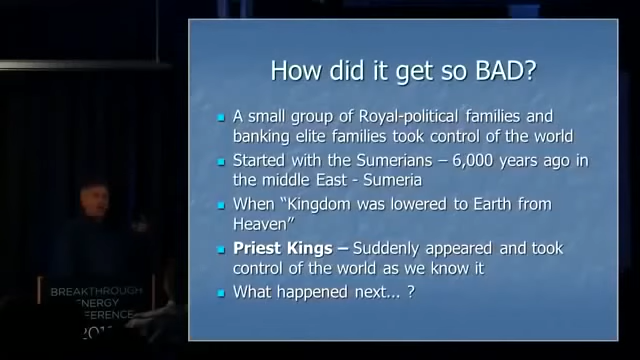 How did it get so BAD?
A small group of Royal-political families and
banking elite families took control of the world
Started with the Sumerians – 6,000 years ago in
the middle East - Sumeria
When “Kingdom was lowered to Earth from
Heaven”
Priest Kings – Suddenly appeared and took
control of the world as we know it
What happened next... ?
BREAKTHROUGH
ENERGY